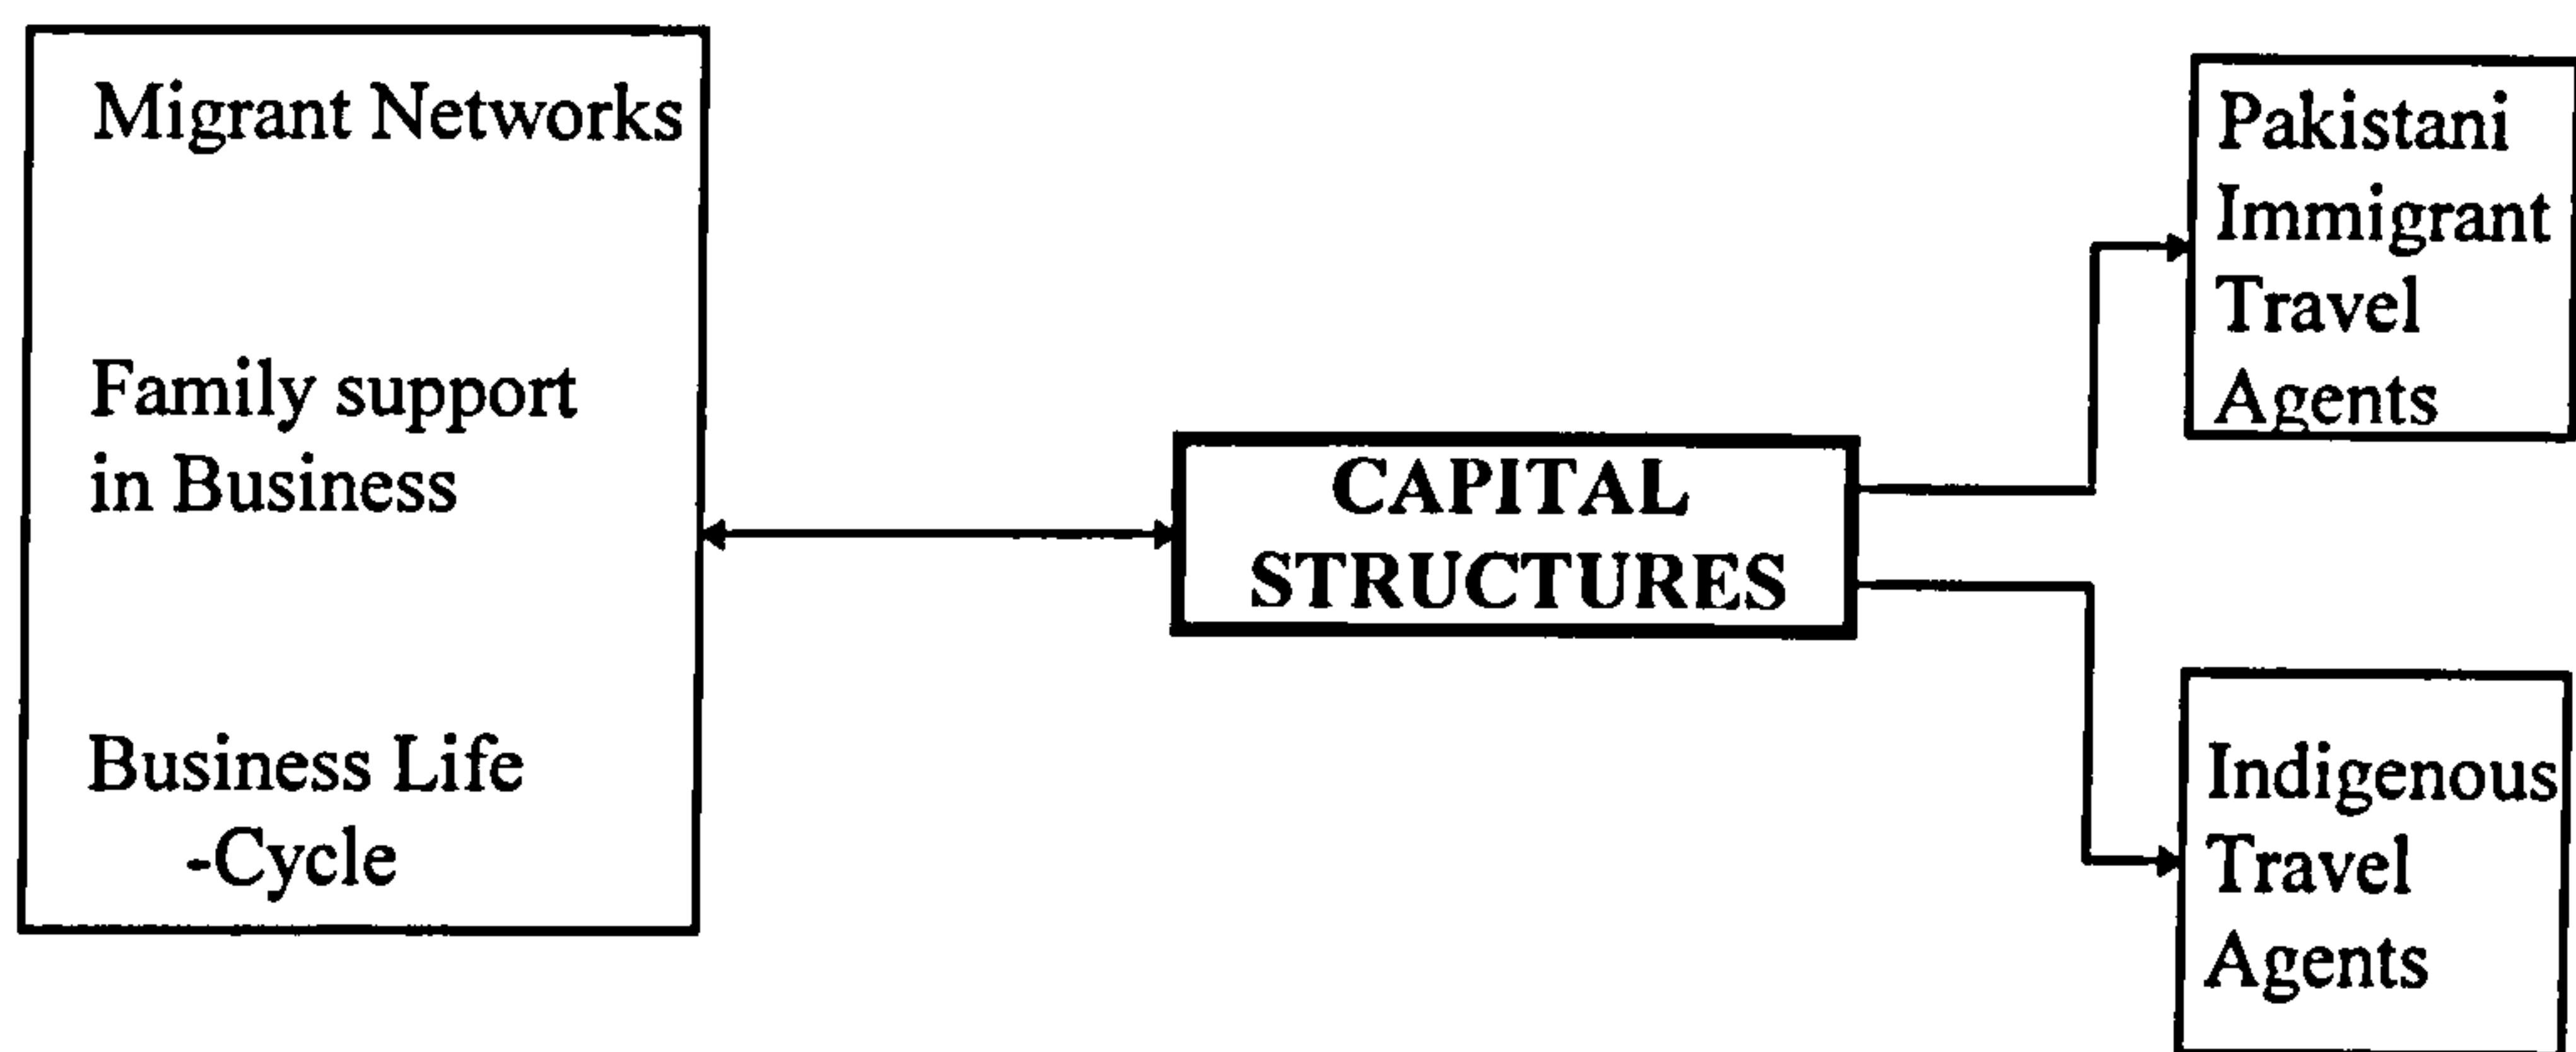 Migrant Networks
Family support
in Business
Business Life
-Cycle
CAPITAL
STRUCTURES
Pakistani
Immigrant
Travel
Agents
Indigenous
Travel
Agents